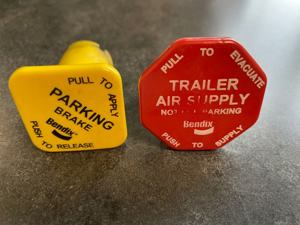 PULL TO APPLY
PARKING
BRAKE
Bendix
PUSH TO RELEASE
PULL TO EVACUATE
TRAILER
AIR SUPPLY
NOT PARKING
Bendix
PUSH TO SUPPLY